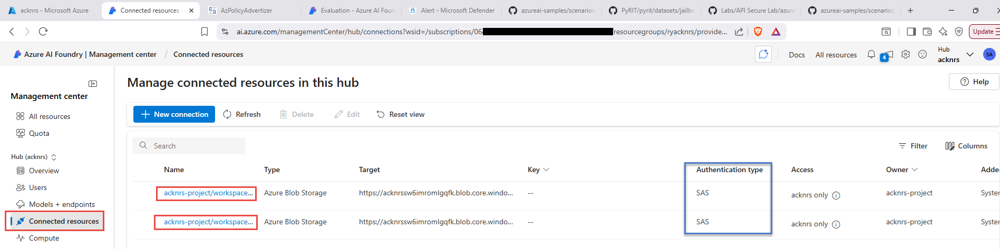 acknrs - Microsoft Azure
Connected resources -
AzPolicyAdvertizer
Evaluation - Azure AI Foun
Alert - Microsoft Defender
azureai-samples/scenarios
PyRIT/pyrit/datasets/jailbr
Labs/API Secure Lab/azure
azureai-samples/scenarios
ai.azure.com/managementCenter/hub/connections?wsid=/subscriptions/06 resourcegroups/ryacknrs/provide...
Update
Azure AI Foundry | Management center / Connected resources
Docs
All resources
4
Hub
acknrs
SA
Management center
All resources
Quota
Hub (acknrs)
Overview
Users
Models + endpoints
Connected resources
Compute
Manage connected resources in this hub
Help
New connection
Refresh
Delete
Edit
Reset view
Search
Filter
Columns
Name Type Target Key Authentication type Access Owner Adde
acknrs-project/workspace... Azure Blob Storage https://acknrssw6imromlgqfk.blob.core.windo... -- SAS acknrs only acknrs-project Syster
acknrs-project/workspace... Azure Blob Storage https://acknrssw6imromlgqfk.blob.core.windo... -- SAS acknrs only acknrs-project Syster